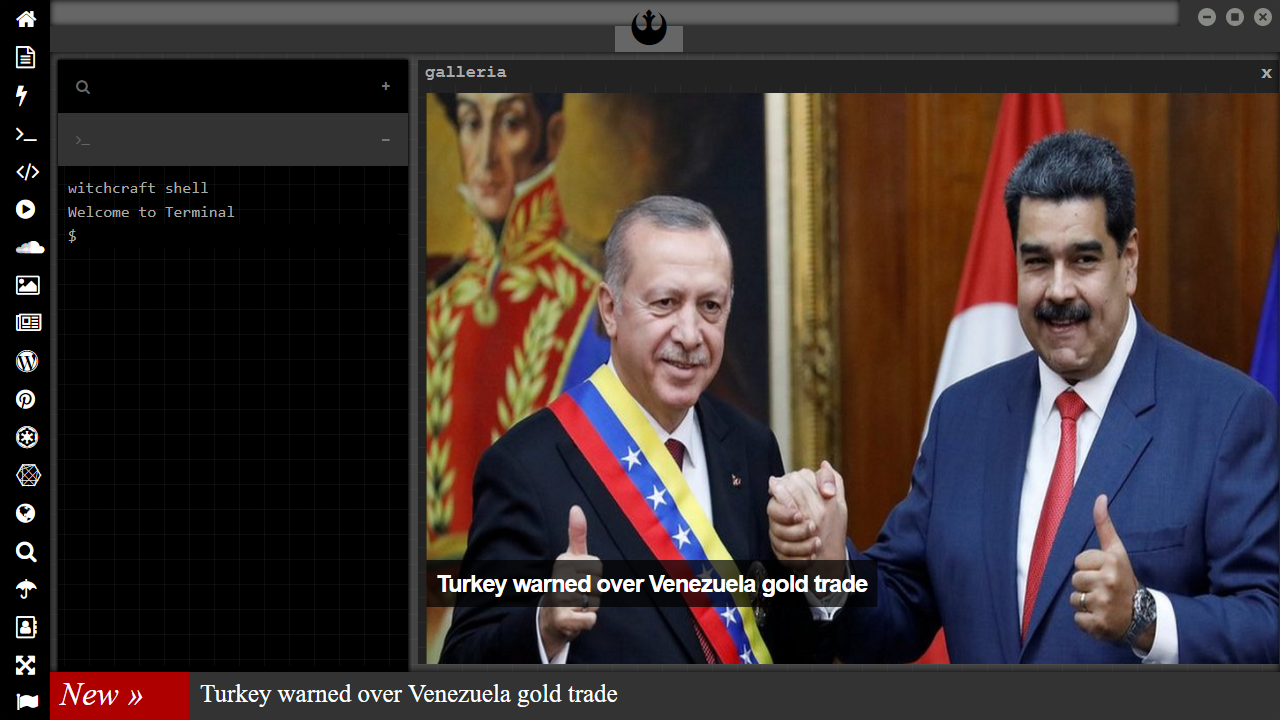 galleria
x
witchcraft shell
Welcome to Terminal
$
Turkey warned over Venezuela gold trade
New »
Turkey warned over Venezuela gold trade